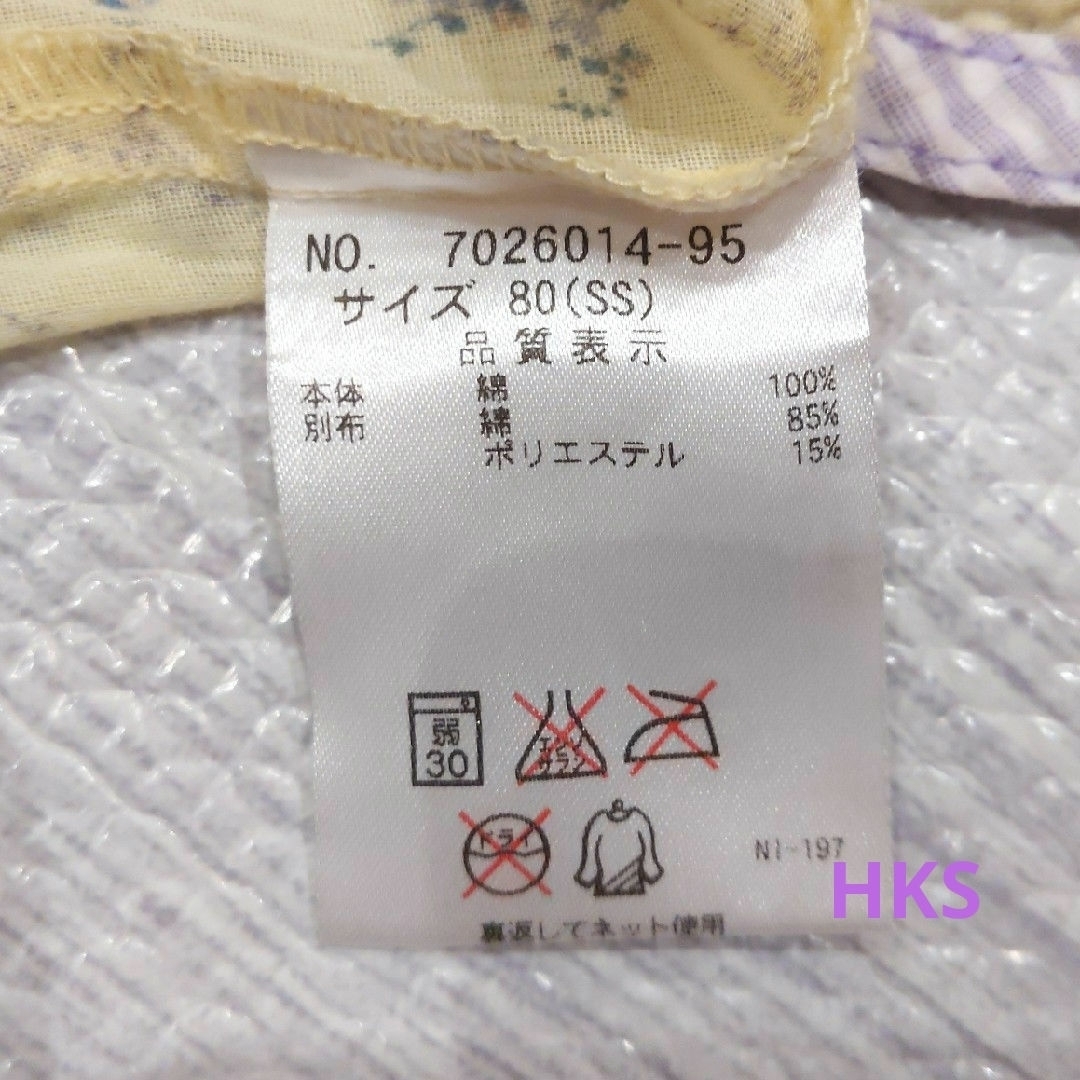 NO. 7026014-95
サイズ 80(SS)
品質表示
本体 綿 100%
別布 綿 85%
ポリエステル 15%
弱
30
エンソ
サラシ
ドライ
NI-197
HKS
裏返してネット使用